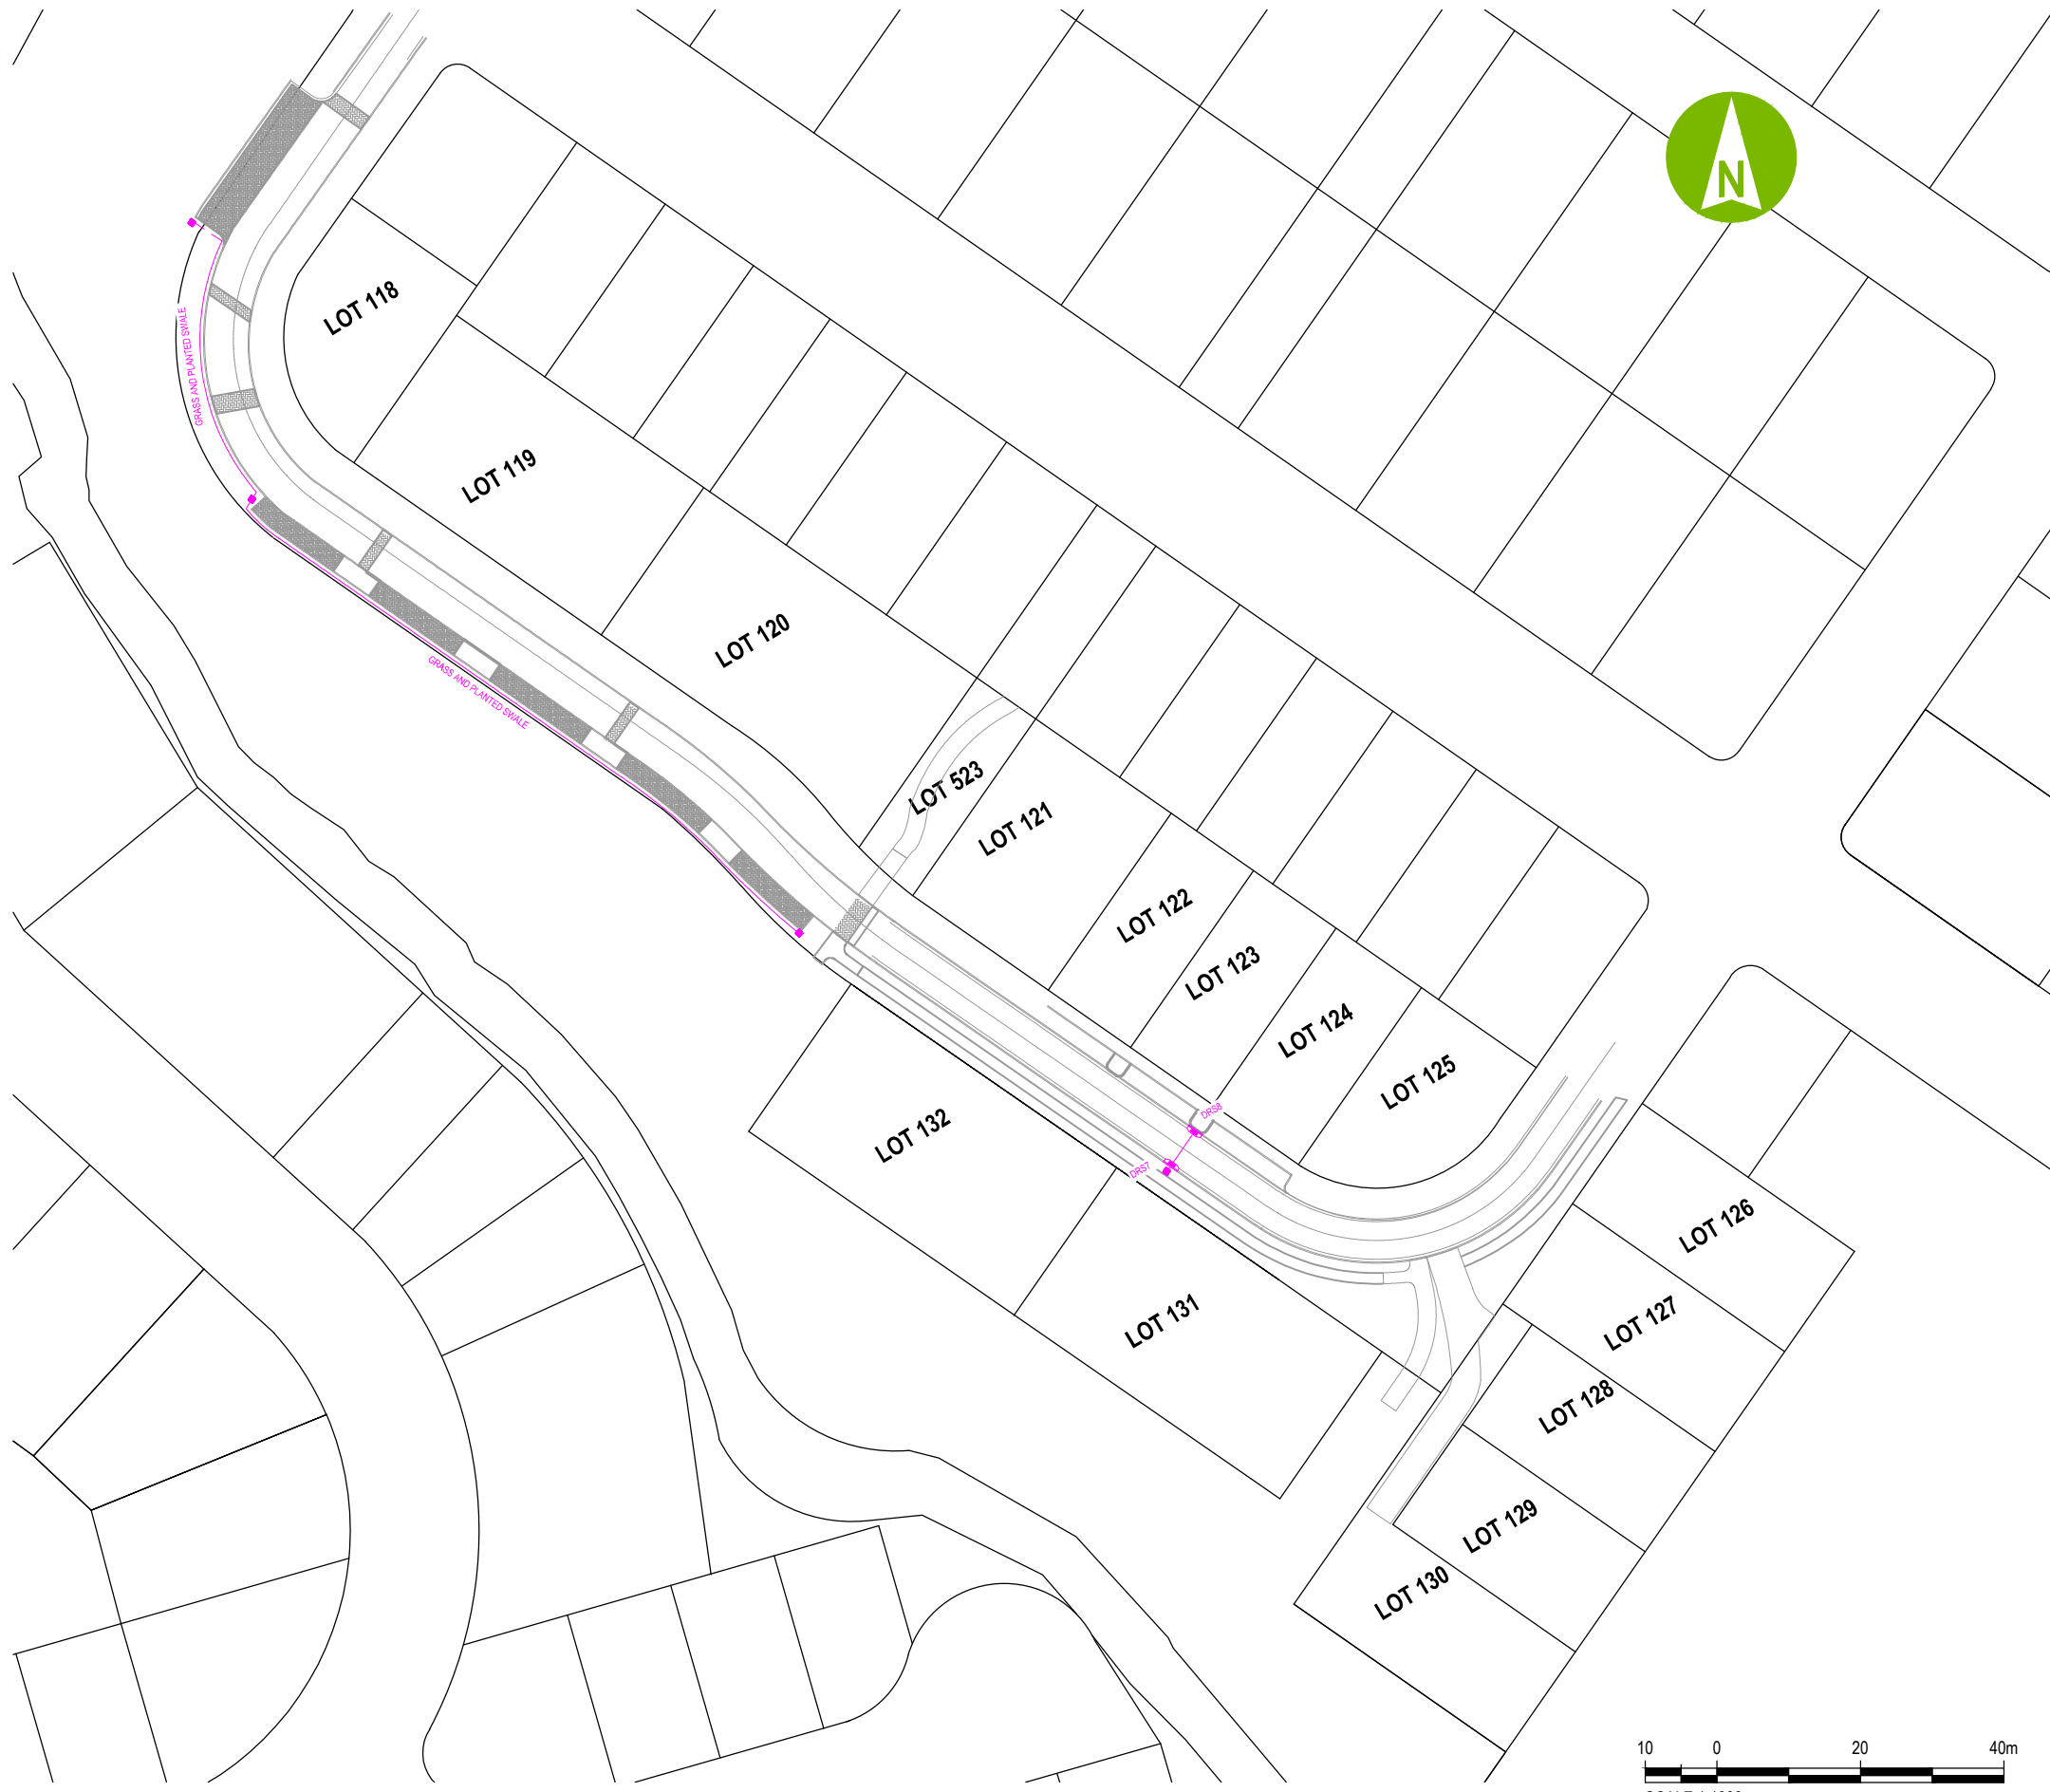 N
LOT 118
GRASS AND PLANTED SWALE
LOT 119
LOT 120
GRASS AND PLANTED SWALE
LOT 523
LOT 121
LOT 122
LOT 123
LOT 124
LOT 125
DRS8
LOT 132
DRS7
LOT 126
LOT 131
LOT 127
LOT 128
LOT 129
LOT 130
10 0 20 40m